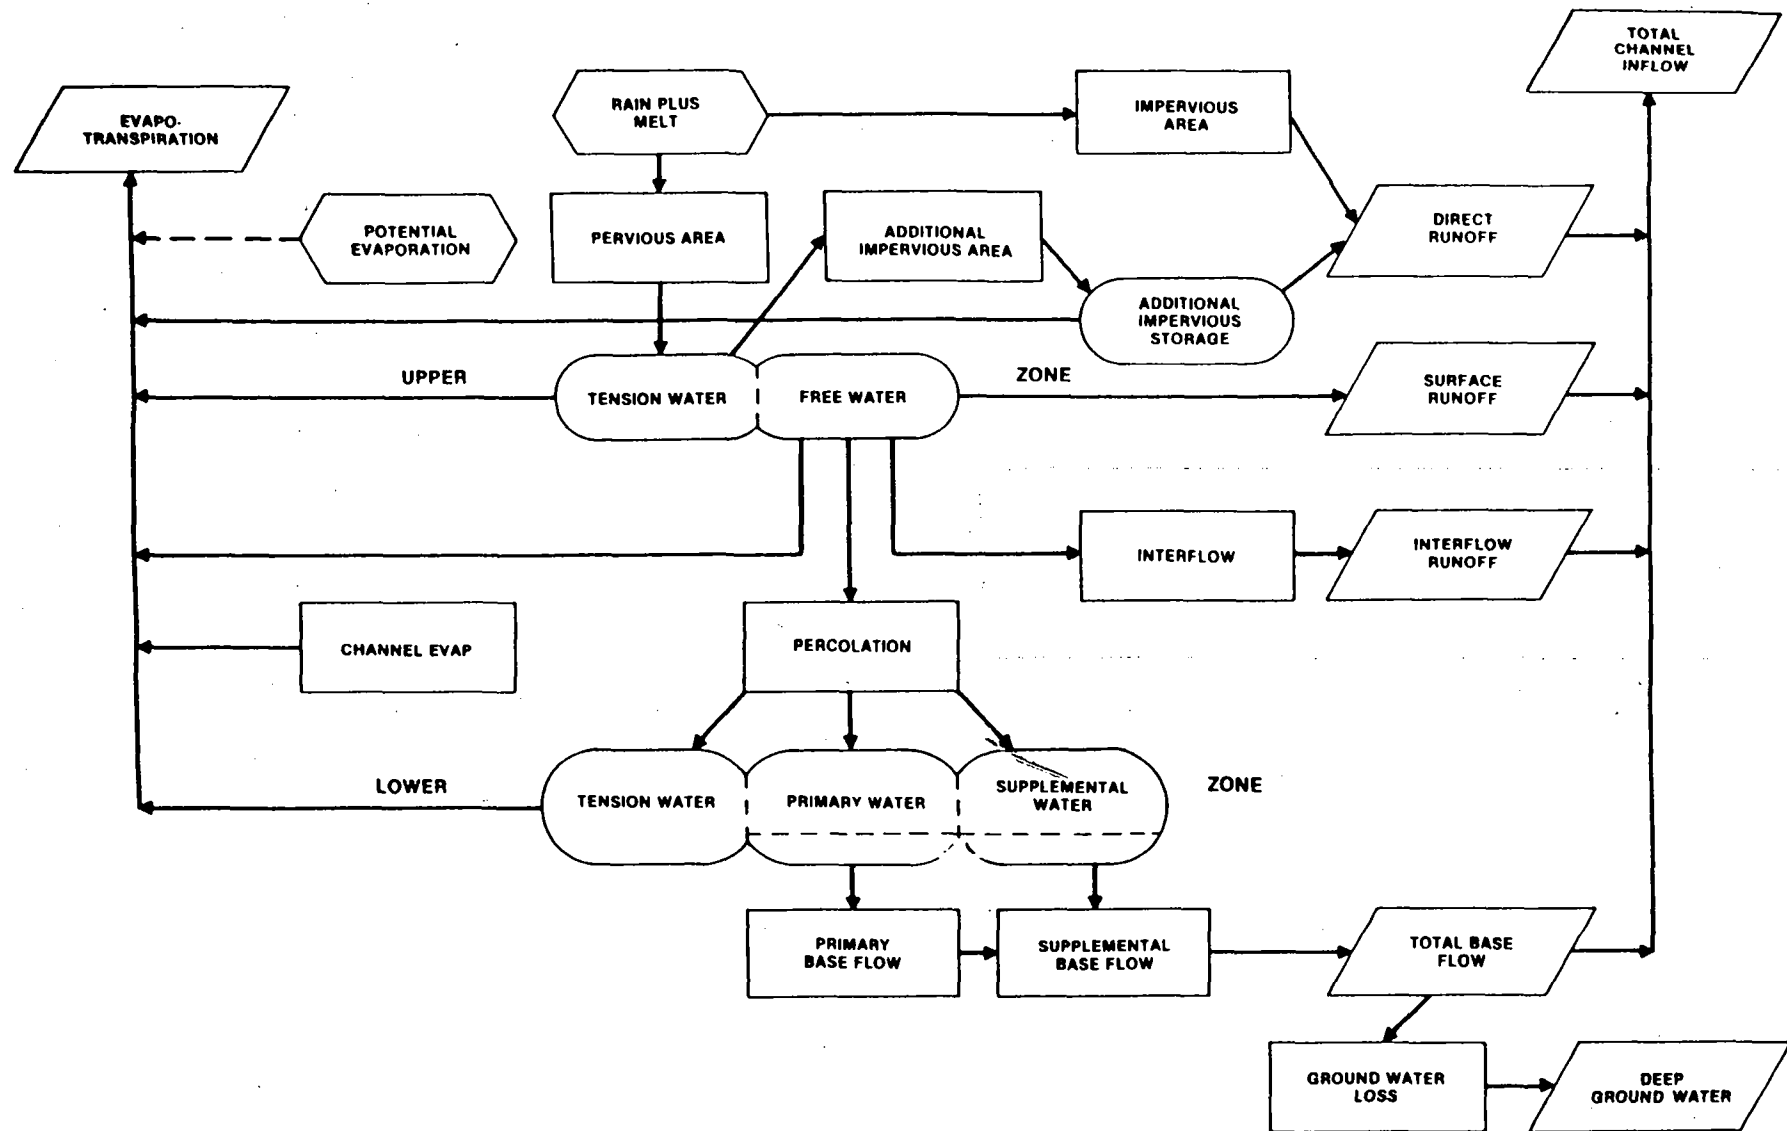 TOTAL
CHANNEL
INFLOW
RAIN PLUS
MELT
IMPERVIOUS
AREA
EVAPO-
TRANSPIRATION
POTENTIAL
EVAPORATION
PERVIOUS AREA
ADDITIONAL
IMPERVIOUS AREA
DIRECT
RUNOFF
ADDITIONAL
IMPERVIOUS
STORAGE
UPPER
ZONE
TENSION WATER
FREE WATER
SURFACE
RUNOFF
INTERFLOW
INTERFLOW
RUNOFF
CHANNEL EVAP
PERCOLATION
LOWER
ZONE
TENSION WATER
PRIMARY WATER
SUPPLEMENTAL
WATER
PRIMARY
BASE FLOW
SUPPLEMENTAL
BASE FLOW
TOTAL BASE
FLOW
GROUND WATER
LOSS
DEEP
GROUND WATER